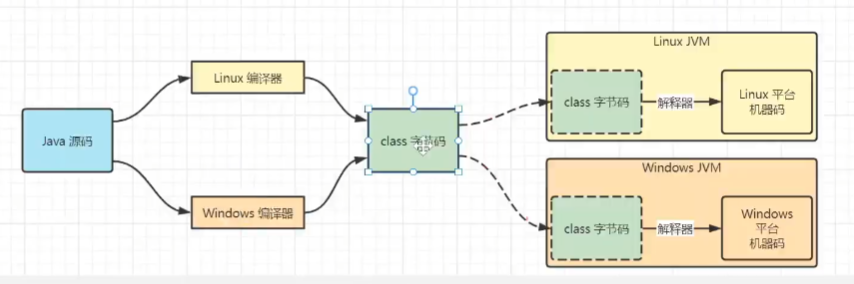 Linux JVM
Linux 编译器
class 字节码
解释器
Linux 平台
机器码
Java 源码
class 字节码
Windows JVM
Windows 编译器
class 字节码
解释器
Windows
平台
机器码